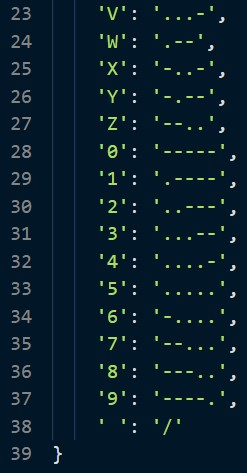 23 'V': '...-',
24 'W': '.--',
25 'X': '-..-',
26 'Y': '-.--',
27 'Z': '--..',
28 '0': '-----',
29 '1': '.----',
30 '2': '..---',
31 '3': '...--',
32 '4': '....-',
33 '5': '.....',
34 '6': '-....',
35 '7': '--...',
36 '8': '---..',
37 '9': '----.',
38 ' ': '/'
39 }